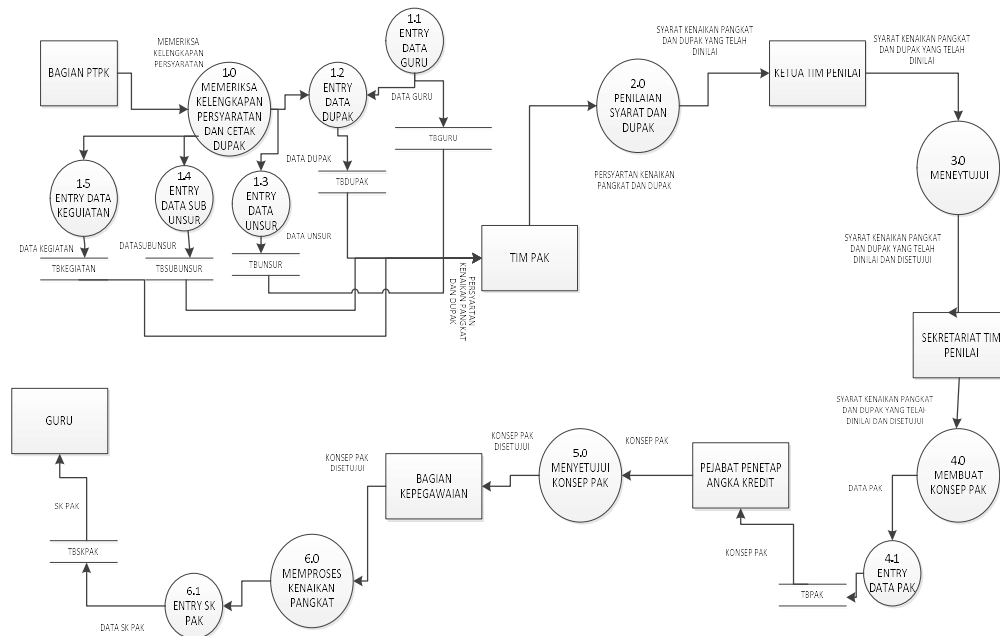 1.1
ENTRY
DATA
GURU
BAGIAN PTPK
MEMERIKSA
KELENGKAPAN
PERSYARATAN
1.0
MEMERIKSA
KELENGKAPAN
PERSYARATAN
DAN CETAK
DUPAK
1.2
ENTRY
DATA
DUPAK
DATA GURU
TBGURU
1.5
ENTRY DATA
KEGUIATAN
1.4
ENTRY
DATA SUB
UNSUR
1.3
ENTRY
DATA
UNSUR
DATA DUPAK
TBDUPAK
DATA KEGIATAN
TBKEGIATAN
DATASUBUNSUR
TBSUBUNSUR
DATA UNSUR
TBUNSUR
PERSYARTAN
KENAIKAN PANGKAT
DAN DUPAK
TIM PAK
2.0
PENILAIAN
SYARAT DAN
DUPAK
PERSYARTAN KENAIKAN
PANGKAT DAN DUPAK
SYARAT KENAIKAN PANGKAT
DAN DUPAK YANG TELAH
DINILAI
KETUA TIM PENILAI
SYARAT KENAIKAN PANGKAT
DAN DUPAK YANG TELAH
DINILAI
3.0
MENEYTUJUI
SYARAT KENAIKAN PANGKAT
DAN DUPAK YANG TELAH
DINILAI DAN DISETUJUI
SEKRETARIAT TIM
PENILAI
SYARAT KENAIKAN PANGKAT
DAN DUPAK YANG TELAH
DINILAI DAN DISETUJUI
4.0
MEMBUAT
KONSEP PAK
DATA PAK
4.1
ENTRY
DATA PAK
TBPAK
KONSEP PAK
PEJABAT PENETAP
ANGKA KREDIT
KONSEP PAK
5.0
MENYETUJUI
KONSEP PAK
KONSEP PAK
DISETUJUI
BAGIAN
KEPEGAWAIAN
KONSEP PAK
DISETUJUI
6.0
MEMPROSES
KENAIKAN
PANGKAT
6.1
ENTRY SK
PAK
DATA SK PAK
TBSKPAK
SK PAK
GURU